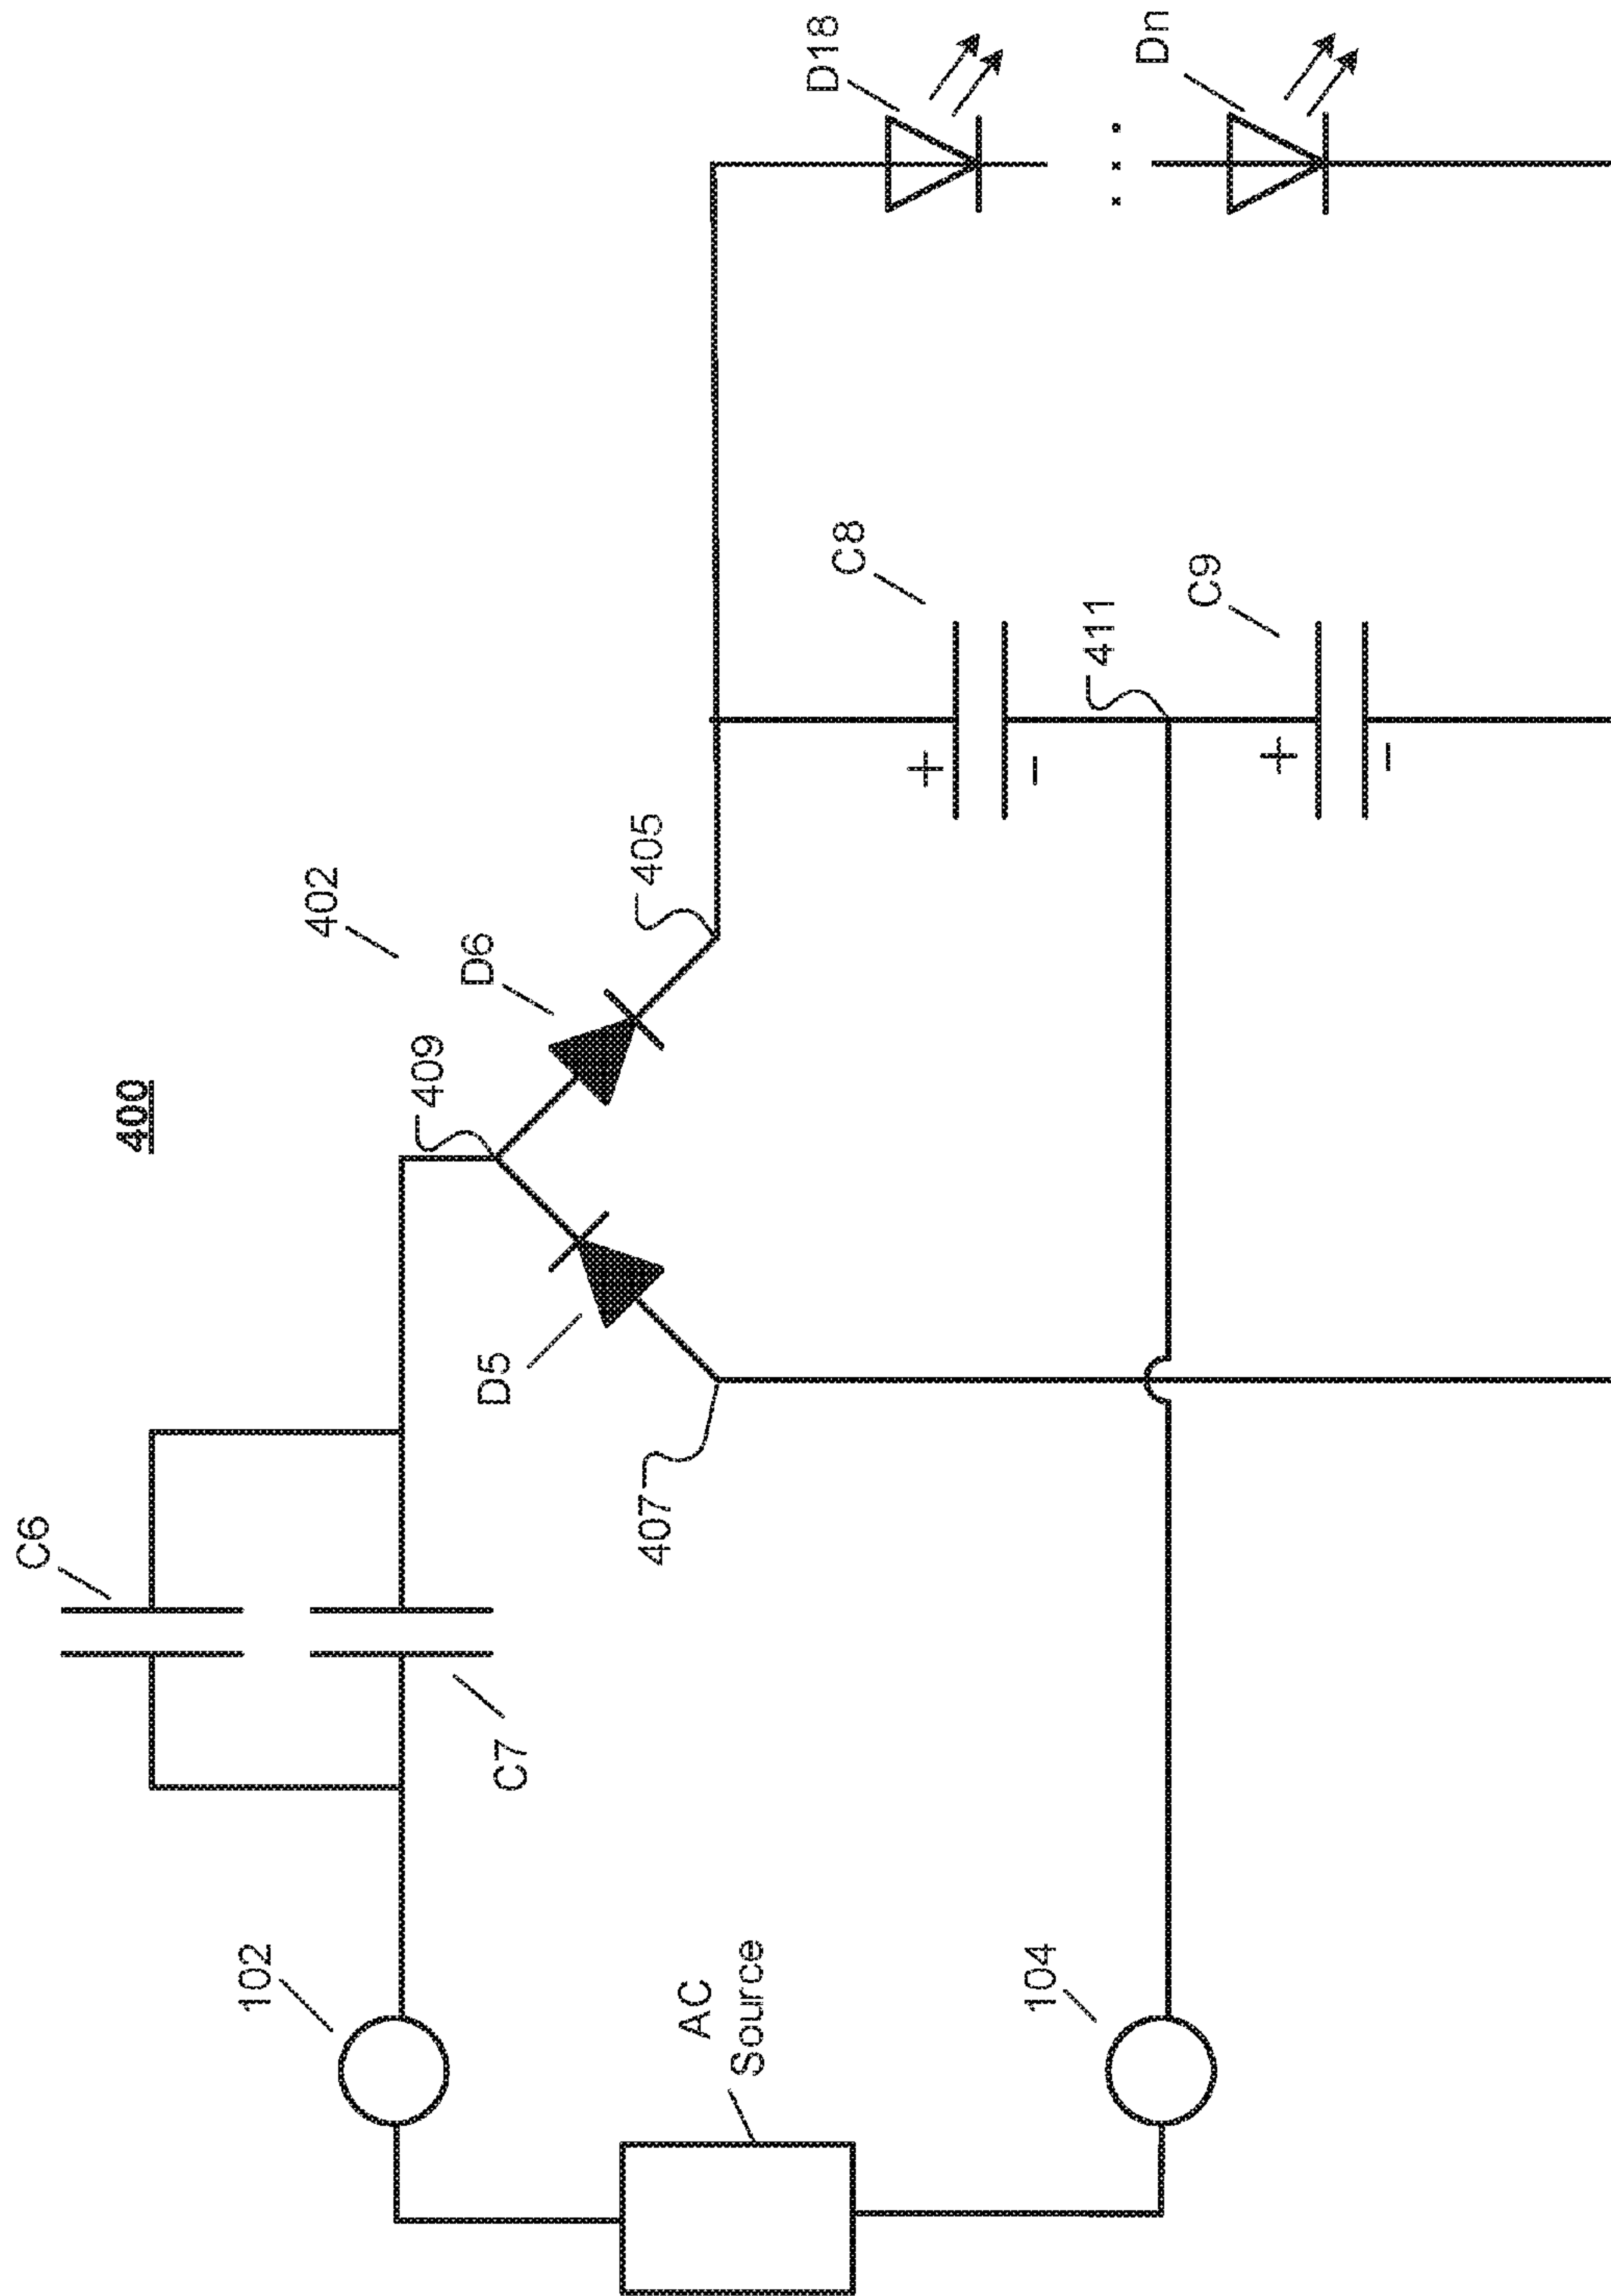 400
C6
C7
102
AC
Source
104
D5
407
409
D6
402
405
C8
+
–
411
C9
+
–
D18
. . .
Dn